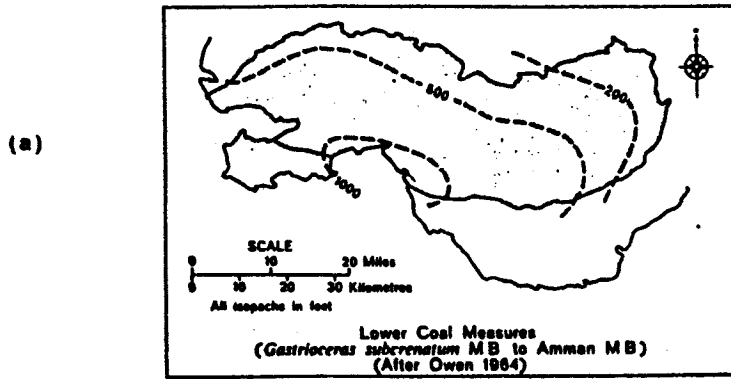 (a)
500
200
1000
SCALE
0 10 20 Miles
0 10 20 30 Kilometres
All isopachs in feet
Lower Coal Measures
(Gastrioceras subcrenatum M B to Amman M B)
(After Owen 1964)